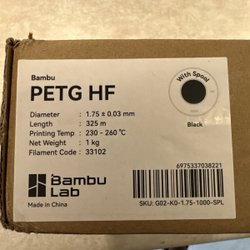 Bambu
PETG HF
Diameter : 1.75 ± 0.03 mm
Length : 325 m
Printing Temp : 230 - 260 °C
Net Weight : 1 kg
Filament Code : 33102
With Spool
Black
Bambu
Lab
Made in China
6975337038221
SKU: G02-K0-1.75-1000-SPL